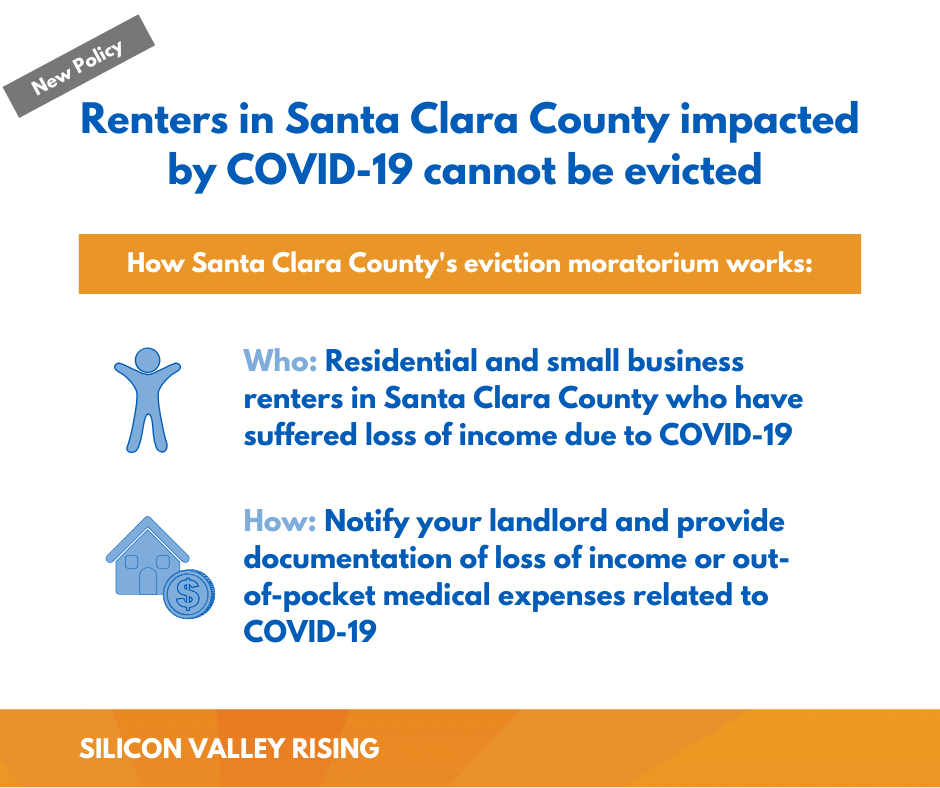 New Policy
Renters in Santa Clara County impacted
by COVID-19 cannot be evicted
How Santa Clara County's eviction moratorium works:
Who: Residential and small business
renters in Santa Clara County who have
suffered loss of income due to COVID-19
How: Notify your landlord and provide
documentation of loss of income or out-
of-pocket medical expenses related to
COVID-19
$
SILICON VALLEY RISING